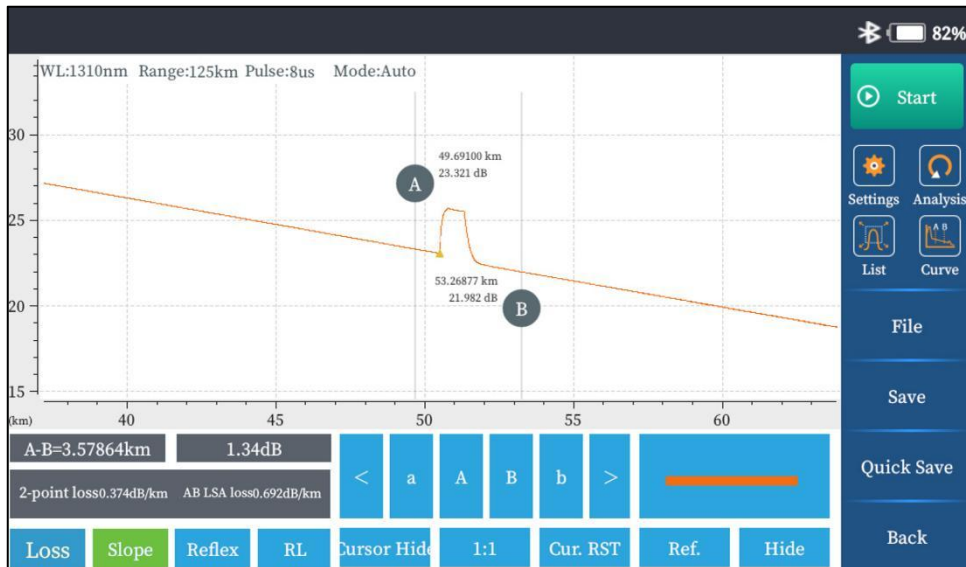 82%
WL:1310nm Range:125km Pulse:8us Mode:Auto
Start
30
49.69100 km
23.321 dB
A
Settings Analysis
25
A B
List Curve
53.26877 km
21.982 dB
B
20
File
15
(km) 40 45 50 55 60
Save
A-B=3.57864km 1.34dB
< a A B b >
2-point loss0.374dB/km AB LSA loss0.692dB/km
Quick Save
Loss Slope Reflex RL Cursor Hide 1:1 Cur. RST Ref. Hide
Back